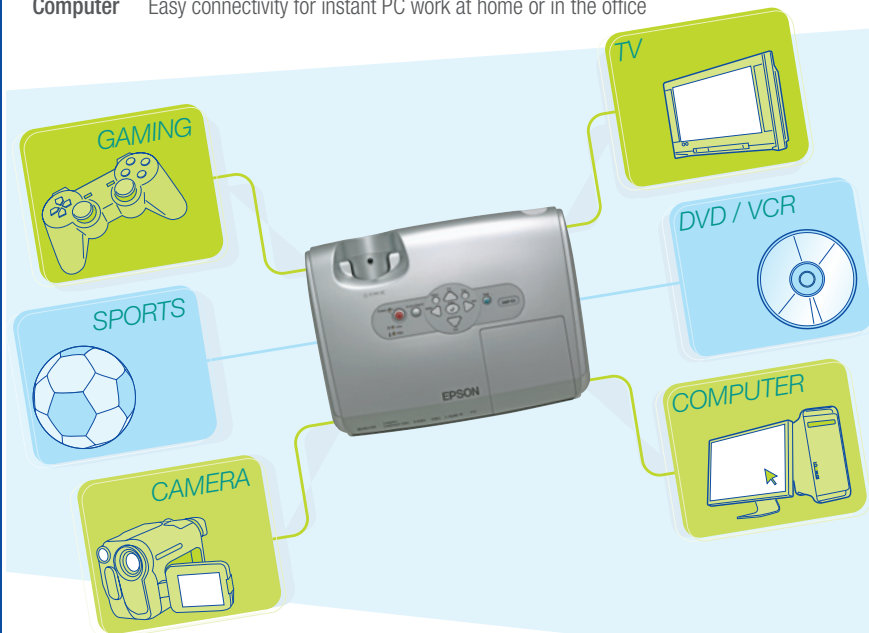 Computer Easy connectivity for instant PC work at home or in the office
TV
GAMING
DVD / VCR
SPORTS
COMPUTER
EPSON
CAMERA